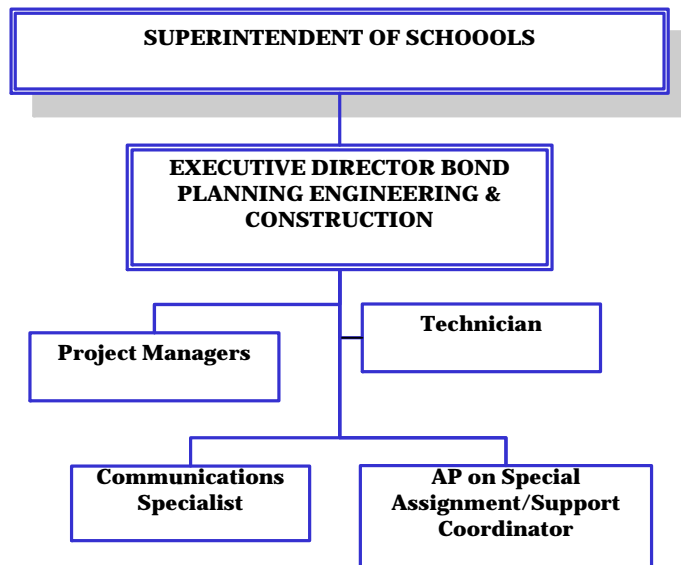 SUPERINTENDENT OF SCHOOOLS
EXECUTIVE DIRECTOR BOND
PLANNING ENGINEERING &
CONSTRUCTION
Technician
Project Managers
Communications
Specialist
AP on Special
Assignment/Support
Coordinator